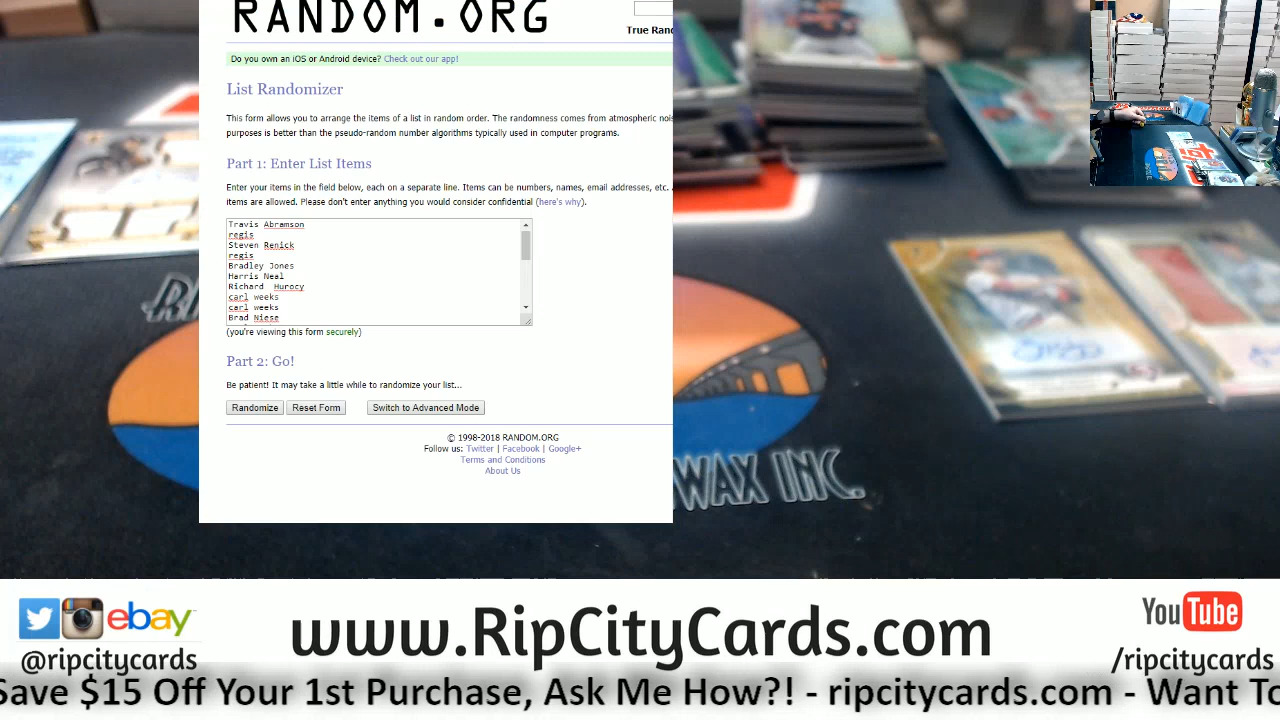 RANDOM.ORG
True Ran
Do you own an iOS or Android device? Check out our app!
List Randomizer
This form allows you to arrange the items of a list in random order. The randomness comes from atmospheric noi
purposes is better than the pseudo-random number algorithms typically used in computer programs.
Part 1: Enter List Items
Enter your items in the field below, each on a separate line. Items can be numbers, names, email addresses, etc.
items are allowed. Please don't enter anything you would consider confidential (here's why).
Travis Abramson
regis
Steven Renick
regis
Bradley Jones
Harris Neal
Richard  Hurocy
carl weeks
carl weeks
Brad Niese
(you're viewing this form securely)
Part 2: Go!
Be patient! It may take a little while to randomize your list...
Randomize Reset Form Switch to Advanced Mode
© 1998-2018 RANDOM.ORG
Follow us: Twitter | Facebook | Google+
Terms and Conditions
About Us
WAX INC.
ebay
www.RipCityCards.com
YouTube
@ripcitycards
/ripcitycards
Save $15 Off Your 1st Purchase, Ask Me How?! - ripcitycards.com - Want To